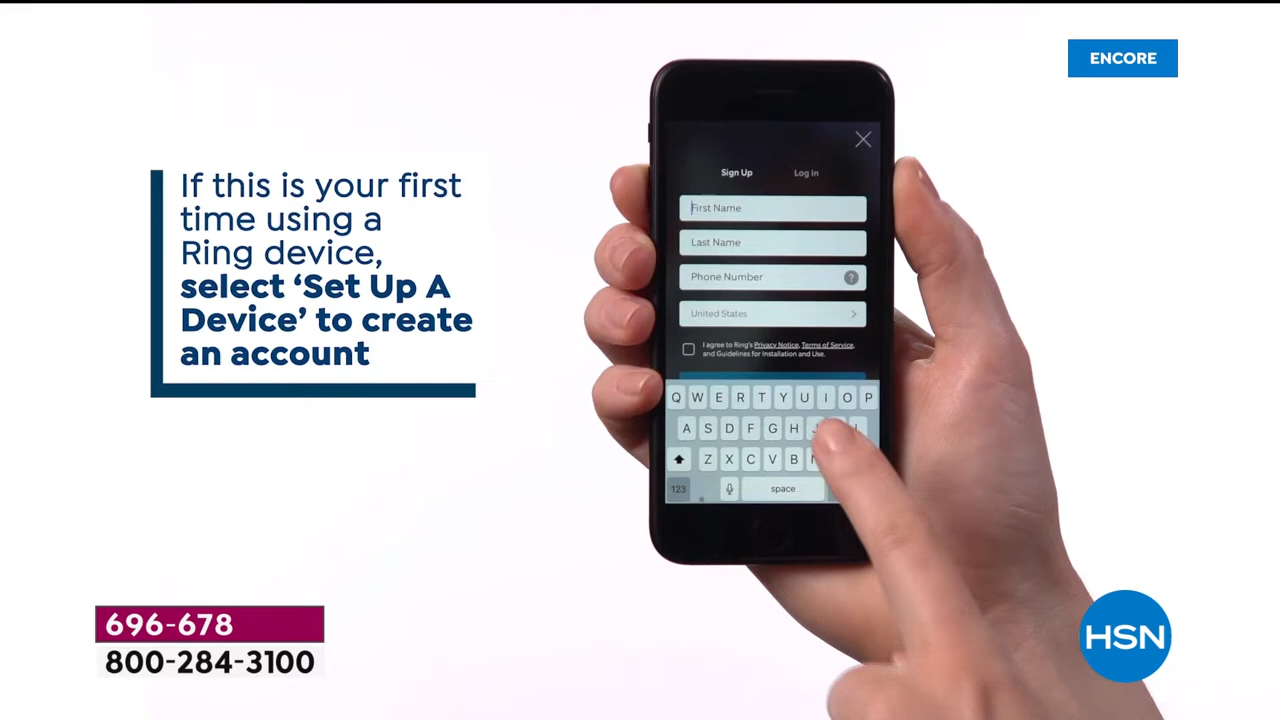 ENCORE
If this is your first
time using a
Ring device,
select ‘Set Up A
Device’ to create
an account
Sign Up
Log In
First Name
Last Name
Phone Number
?
United States
I agree to Ring's Privacy Notice, Terms of Service,
and Guidelines for Installation and Use.
Q W E R T Y U I O P
A S D F G H J L
Z X C V B
123
space
696-678
800-284-3100
HSN